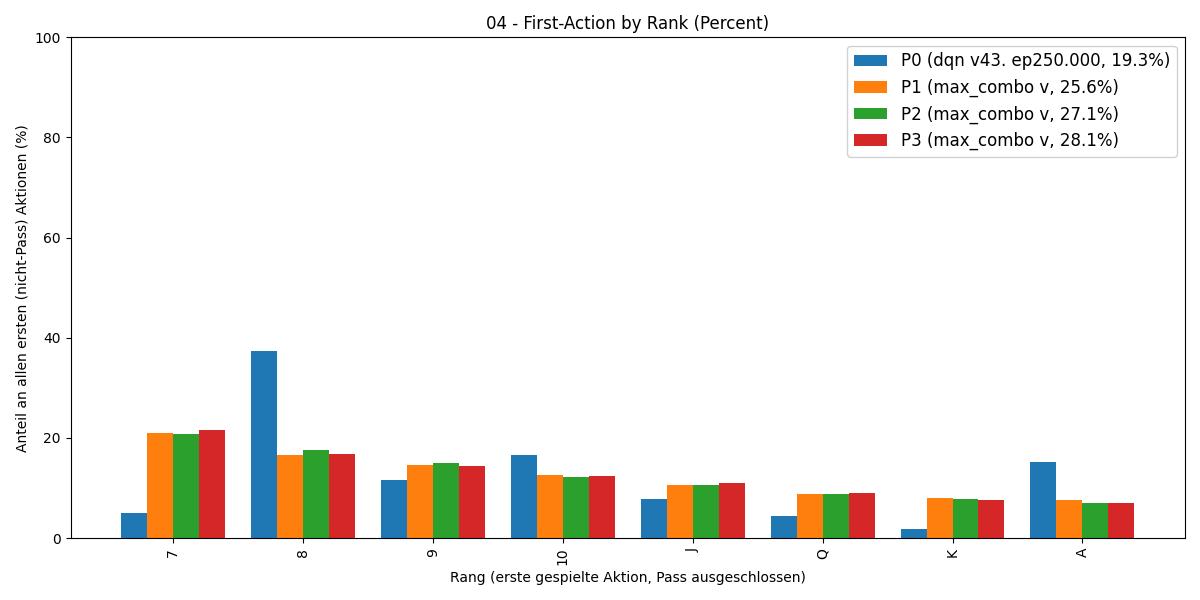 04 - First-Action by Rank (Percent)
Anteil an allen ersten (nicht-Pass) Aktionen (%)
100
80
60
40
20
0
P0 (dqn v43. ep250.000, 19.3%)
P1 (max_combo v, 25.6%)
P2 (max_combo v, 27.1%)
P3 (max_combo v, 28.1%)
7 8 9 10 J Q K A
Rang (erste gespielte Aktion, Pass ausgeschlossen)